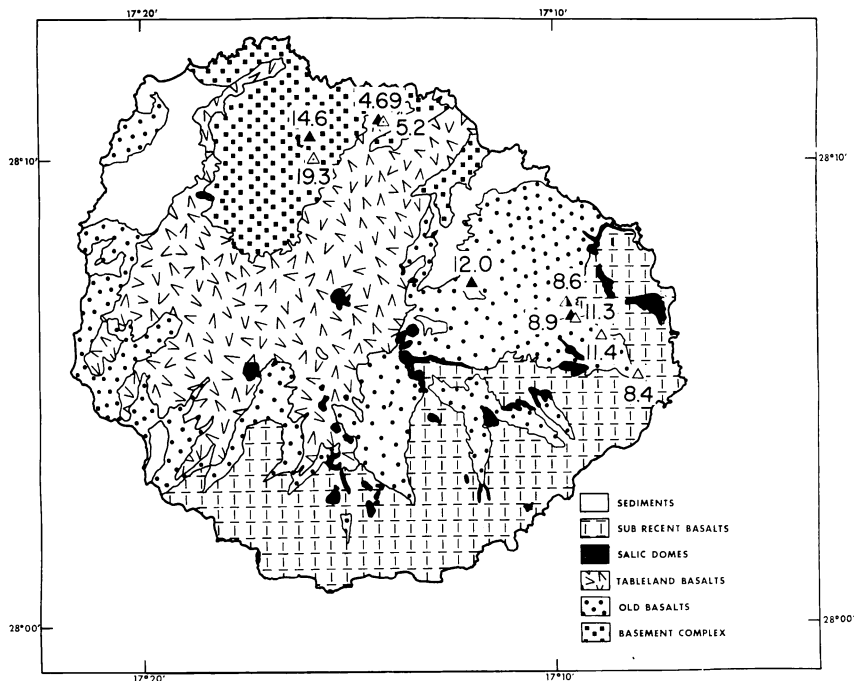 17°20' 17°10'
14.6 4.69
5.2
28°10' 28°10'
19.3
12.0
8.6
8.9 11.3
11.4
8.4
SEDIMENTS
SUB RECENT BASALTS
SALIC DOMES
TABLELAND BASALTS
OLD BASALTS
BASEMENT COMPLEX
28°00' 28°00'
17°20' 17°10'